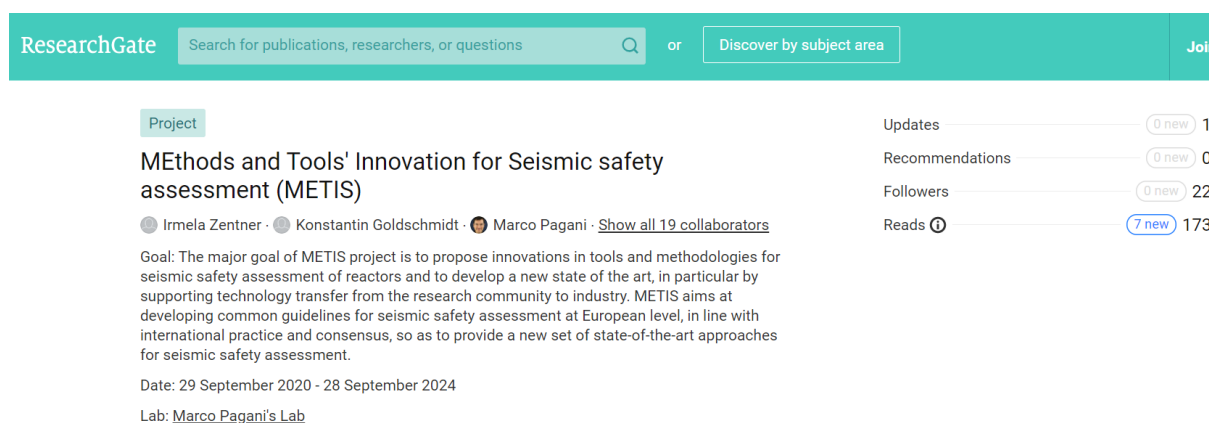 ResearchGate Search for publications, researchers, or questions or Discover by subject area
Project
MEthods and Tools' Innovation for Seismic safety
assessment (METIS)
Irmela Zentner · Konstantin Goldschmidt · Marco Pagani · Show all 19 collaborators
Goal: The major goal of METIS project is to propose innovations in tools and methodologies for
seismic safety assessment of reactors and to develop a new state of the art, in particular by
supporting technology transfer from the research community to industry. METIS aims at
developing common guidelines for seismic safety assessment at European level, in line with
international practice and consensus, so as to provide a new set of state-of-the-art approaches
for seismic safety assessment.
Date: 29 September 2020 - 28 September 2024
Lab: Marco Pagani's Lab
Updates 0 new 1
Recommendations 0 new 0
Followers 0 new 22
Reads 7 new 173